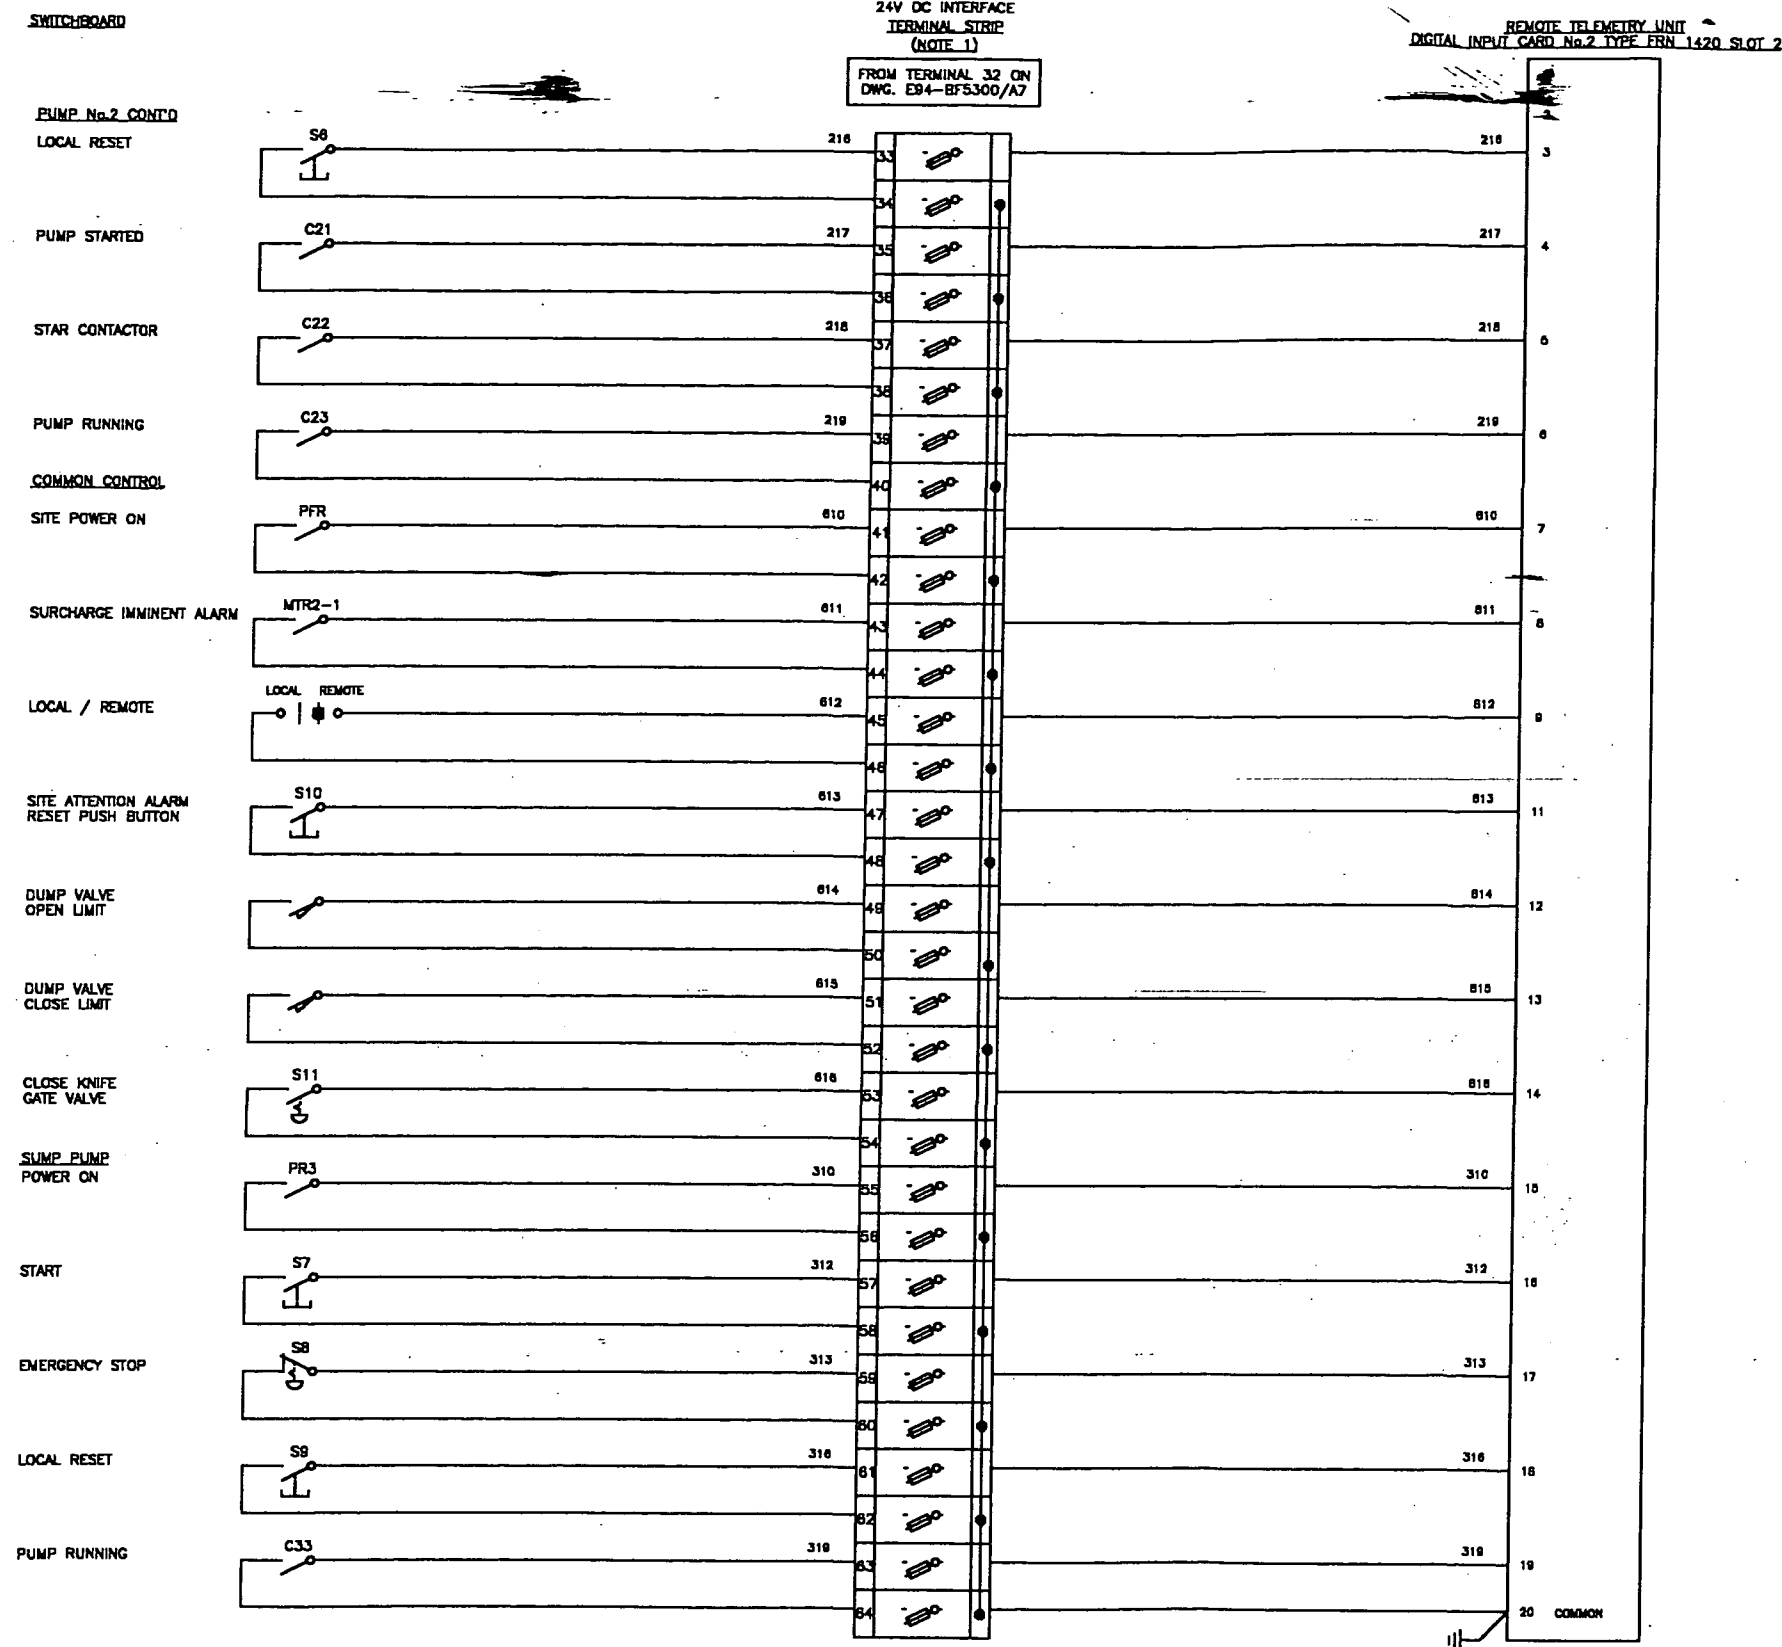 SWITCHBOARD
24V DC INTERFACE
TERMINAL STRIP
(NOTE 1)
REMOTE TELEMETRY UNIT
DIGITAL INPUT CARD No.2 TYPE FRN 1420 SLOT 2
FROM TERMINAL 32 ON
DWG. E94-BF5300/A7
PUMP No.2 CONT'D
LOCAL RESET
S6
216
33
216
3
34
PUMP STARTED
C21
217
35
217
4
36
STAR CONTACTOR
C22
218
37
218
5
38
PUMP RUNNING
C23
219
39
219
6
COMMON CONTROL
40
SITE POWER ON
PFR
610
41
610
7
42
SURCHARGE IMMINENT ALARM
MTR2-1
611
43
611
8
44
LOCAL / REMOTE
LOCAL REMOTE
612
45
612
9
46
SITE ATTENTION ALARM
RESET PUSH BUTTON
S10
613
47
613
11
48
DUMP VALVE
OPEN LIMIT
614
49
614
12
50
DUMP VALVE
CLOSE LIMIT
615
51
615
13
52
CLOSE KNIFE
GATE VALVE
S11
616
53
616
14
54
SUMP PUMP
POWER ON
PR3
310
55
310
15
56
START
S7
312
57
312
16
58
EMERGENCY STOP
S8
313
59
313
17
60
LOCAL RESET
S9
316
61
316
18
62
PUMP RUNNING
C33
319
63
319
19
64
20 COMMON